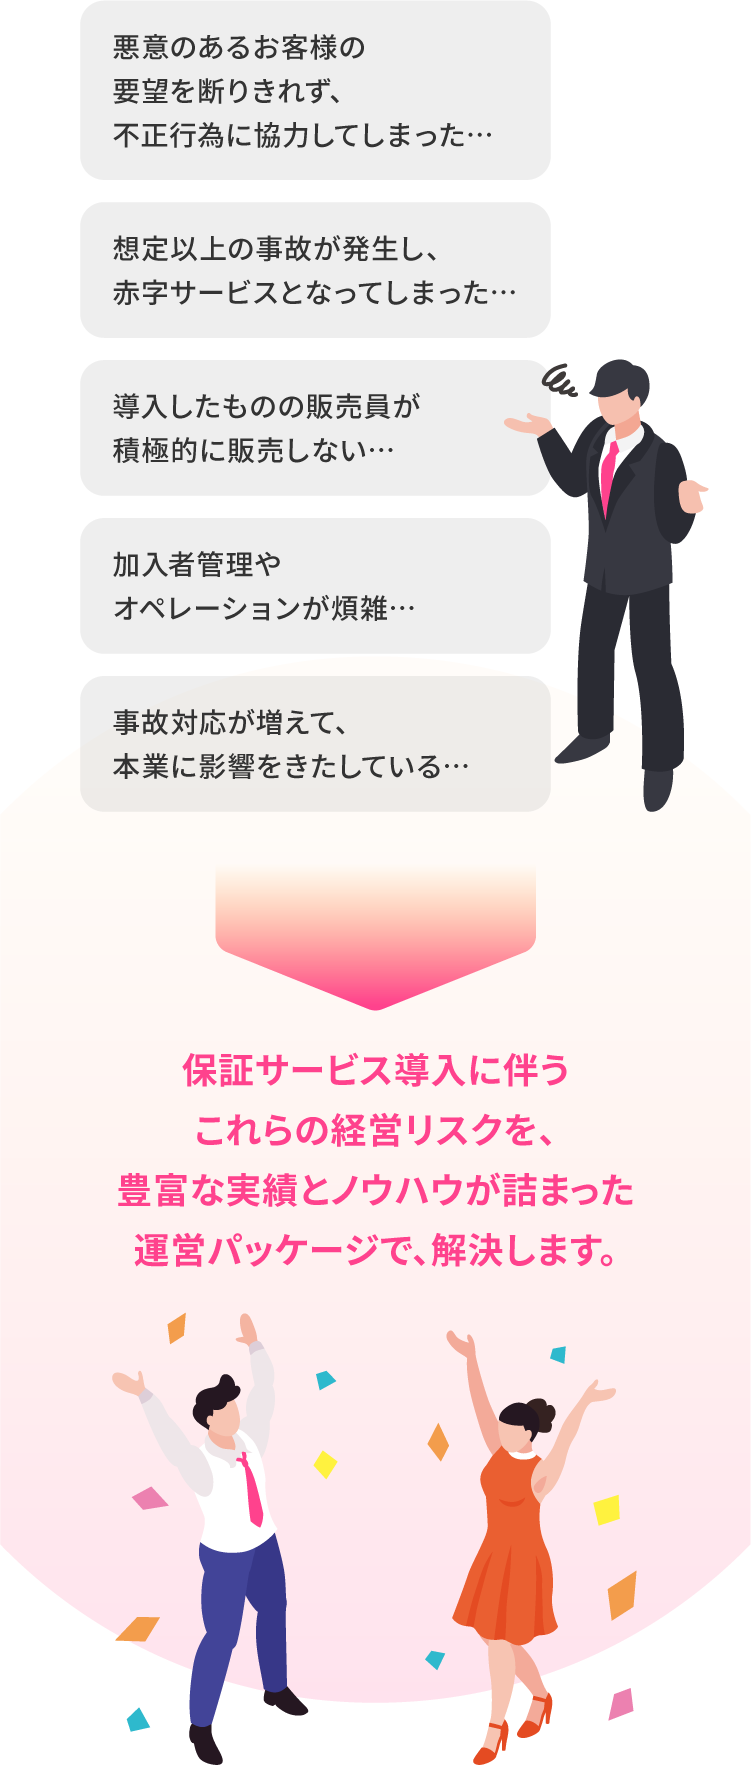 悪意のあるお客様の
要望を断りきれず、
不正行為に協力してしまった…
想定以上の事故が発生し、
赤字サービスとなってしまった…
導入したものの販売員が
積極的に販売しない…
加入者管理や
オペレーションが煩雑…
事故対応が増えて、
本業に影響をきたしている…
保証サービス導入に伴う
これらの経営リスクを、
豊富な実績とノウハウが詰まった
運営パッケージで、解決します。